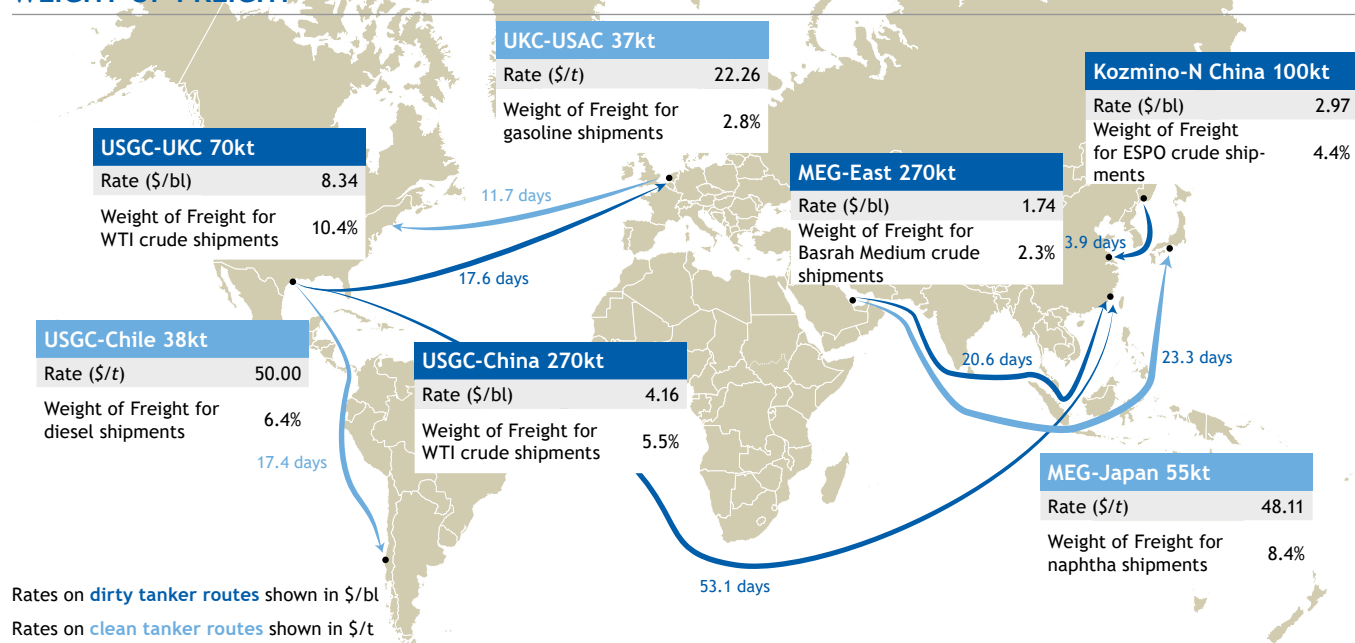 WEIGHT OF FREIGHT
UKC-USAC 37kt
Rate ($/t) 22.26
Weight of Freight for
gasoline shipments 2.8%
Kozmino-N China 100kt
Rate ($/bl) 2.97
Weight of Freight
for ESPO crude ship-
ments 4.4%
USGC-UKC 70kt
Rate ($/bl) 8.34
Weight of Freight for
WTI crude shipments 10.4%
MEG-East 270kt
Rate ($/bl) 1.74
Weight of Freight for
Basrah Medium crude
shipments 2.3%
11.7 days
17.6 days
3.9 days
USGC-Chile 38kt
Rate ($/t) 50.00
Weight of Freight for
diesel shipments 6.4%
17.4 days
USGC-China 270kt
Rate ($/bl) 4.16
Weight of Freight for
WTI crude shipments 5.5%
20.6 days
23.3 days
MEG-Japan 55kt
Rate ($/t) 48.11
Weight of Freight for
naphtha shipments 8.4%
53.1 days
Rates on dirty tanker routes shown in $/bl
Rates on clean tanker routes shown in $/t